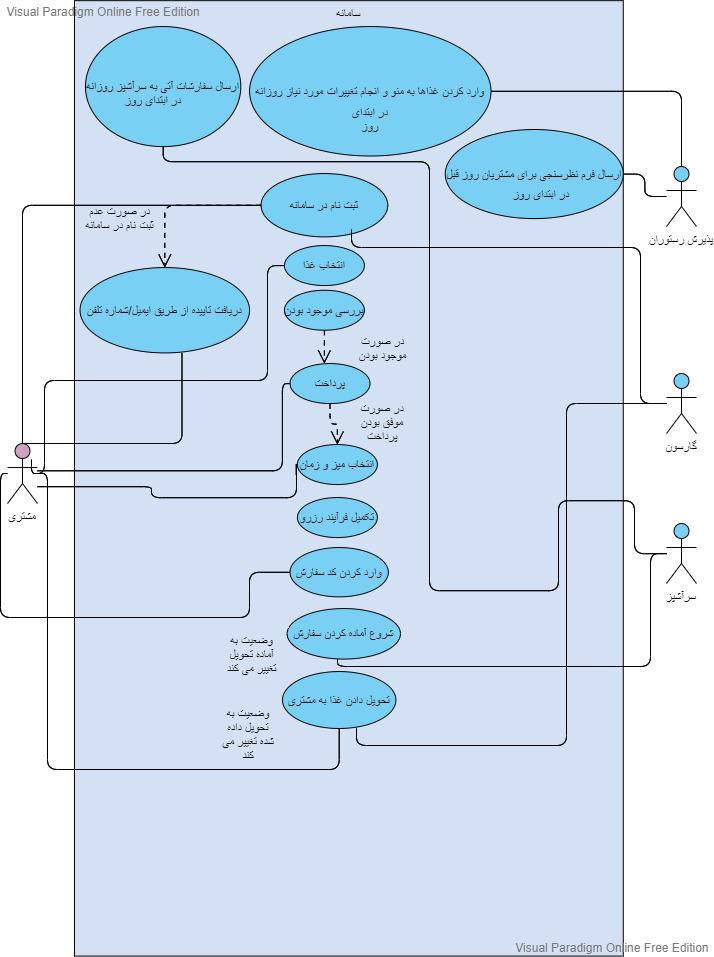 Visual Paradigm Online Free Edition
سامانه
ارسال سفارشات آتی به سرآشپز روزانه
در ابتدای روز
وارد کردن غذاها به منو و انجام تغییرات مورد نیاز روزانه
در ابتدای
روز
ارسال فرم نظرسنجی برای مشتریان روز قبل
در ابتدای روز
پذیرش رستوران
ثبت نام در سامانه
در صورت عدم
ثبت نام در سامانه
انتخاب غذا
دریافت تاییده از طریق ایمیل/شماره تلفن
بررسی موجود بودن
در صورت
موجود بودن
پرداخت
در صورت
موفق بودن
پرداخت
گارسون
انتخاب میز و زمان
مشتری
تکمیل فرآیند رزرو
وارد کردن کد سفارش
سرآشپز
شروع آماده کردن سفارش
وضعیت به
آماده تحویل
تغییر می کند
تحویل دادن غذا به مشتری
وضعیت به
تحویل داده
شده تغییر می
کند
Visual Paradigm Online Free Edition